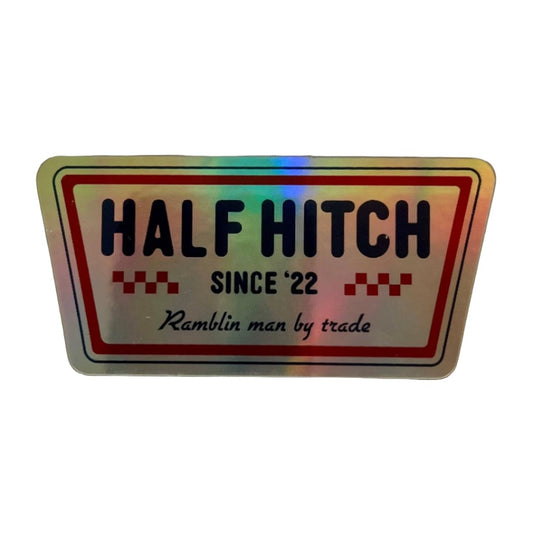 HALF HITCH
SINCE ‘22
Ramblin man by trade